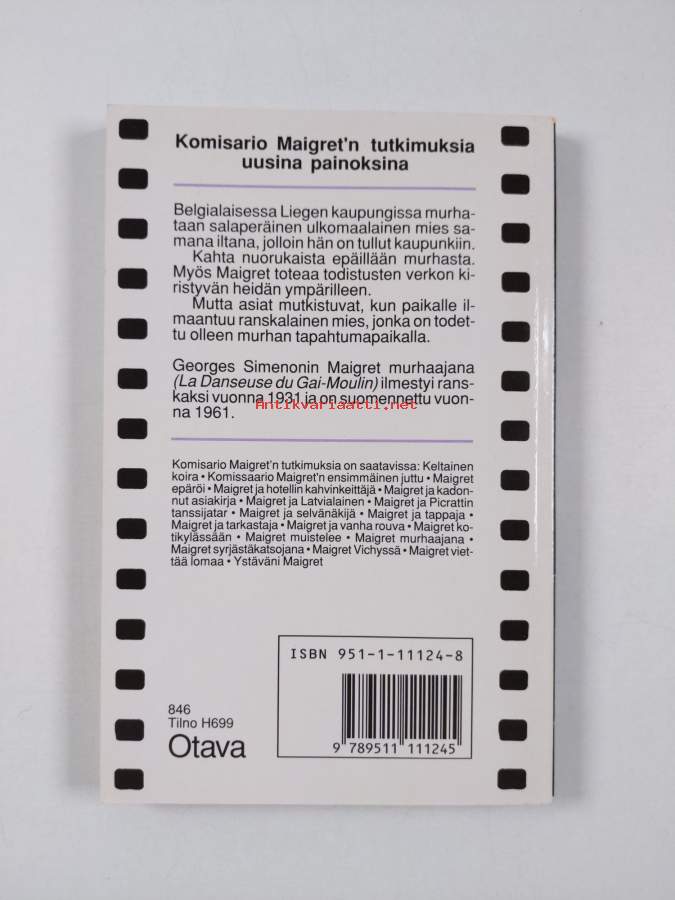 Komisario Maigret'n tutkimuksia
uusina painoksina
Belgialaisessa Liegen kaupungissa murha-
taan salaperäinen ulkomaalainen mies sa-
mana iltana, jolloin hän on tullut kaupunkiin.
Kahta nuorukaista epäillään murhasta.
Myös Maigret toteaa todistusten verkon ki-
ristyvän heidän ympärilleen.
Mutta asiat mutkistuvat, kun paikalle il-
maantuu ranskalainen mies, jonka on todet-
tu olleen murhan tapahtumapaikalla.
Georges Simenonin Maigret murhaajana
(La Danseuse du Gai-Moulin) ilmestyi rans-
kaksi vuonna 1931 ja on suomennettu vuon-
na 1961.
Antikvariaatti.net
Komisario Maigret'n tutkimuksia on saatavissa: Keltainen
koira • Komissaario Maigret'n ensimmäinen juttu • Maigret
epäröi • Maigret ja hotellin kahvinkeittäjä • Maigret ja kadon-
nut asiakirja • Maigret ja Latvialainen • Maigret ja Picrattin
tanssijatar • Maigret ja selvänäkijä • Maigret ja tappaja •
Maigret ja tarkastaja • Maigret ja vanha rouva • Maigret ko-
tikylässään • Maigret muistelee • Maigret murhaajana •
Maigret syrjästäkatsojana • Maigret Vichyssä • Maigret viet-
tää lomaa • Ystäväni Maigret
ISBN 951-1-11124-8
9 789511 111245
846
Tilno H699
Otava